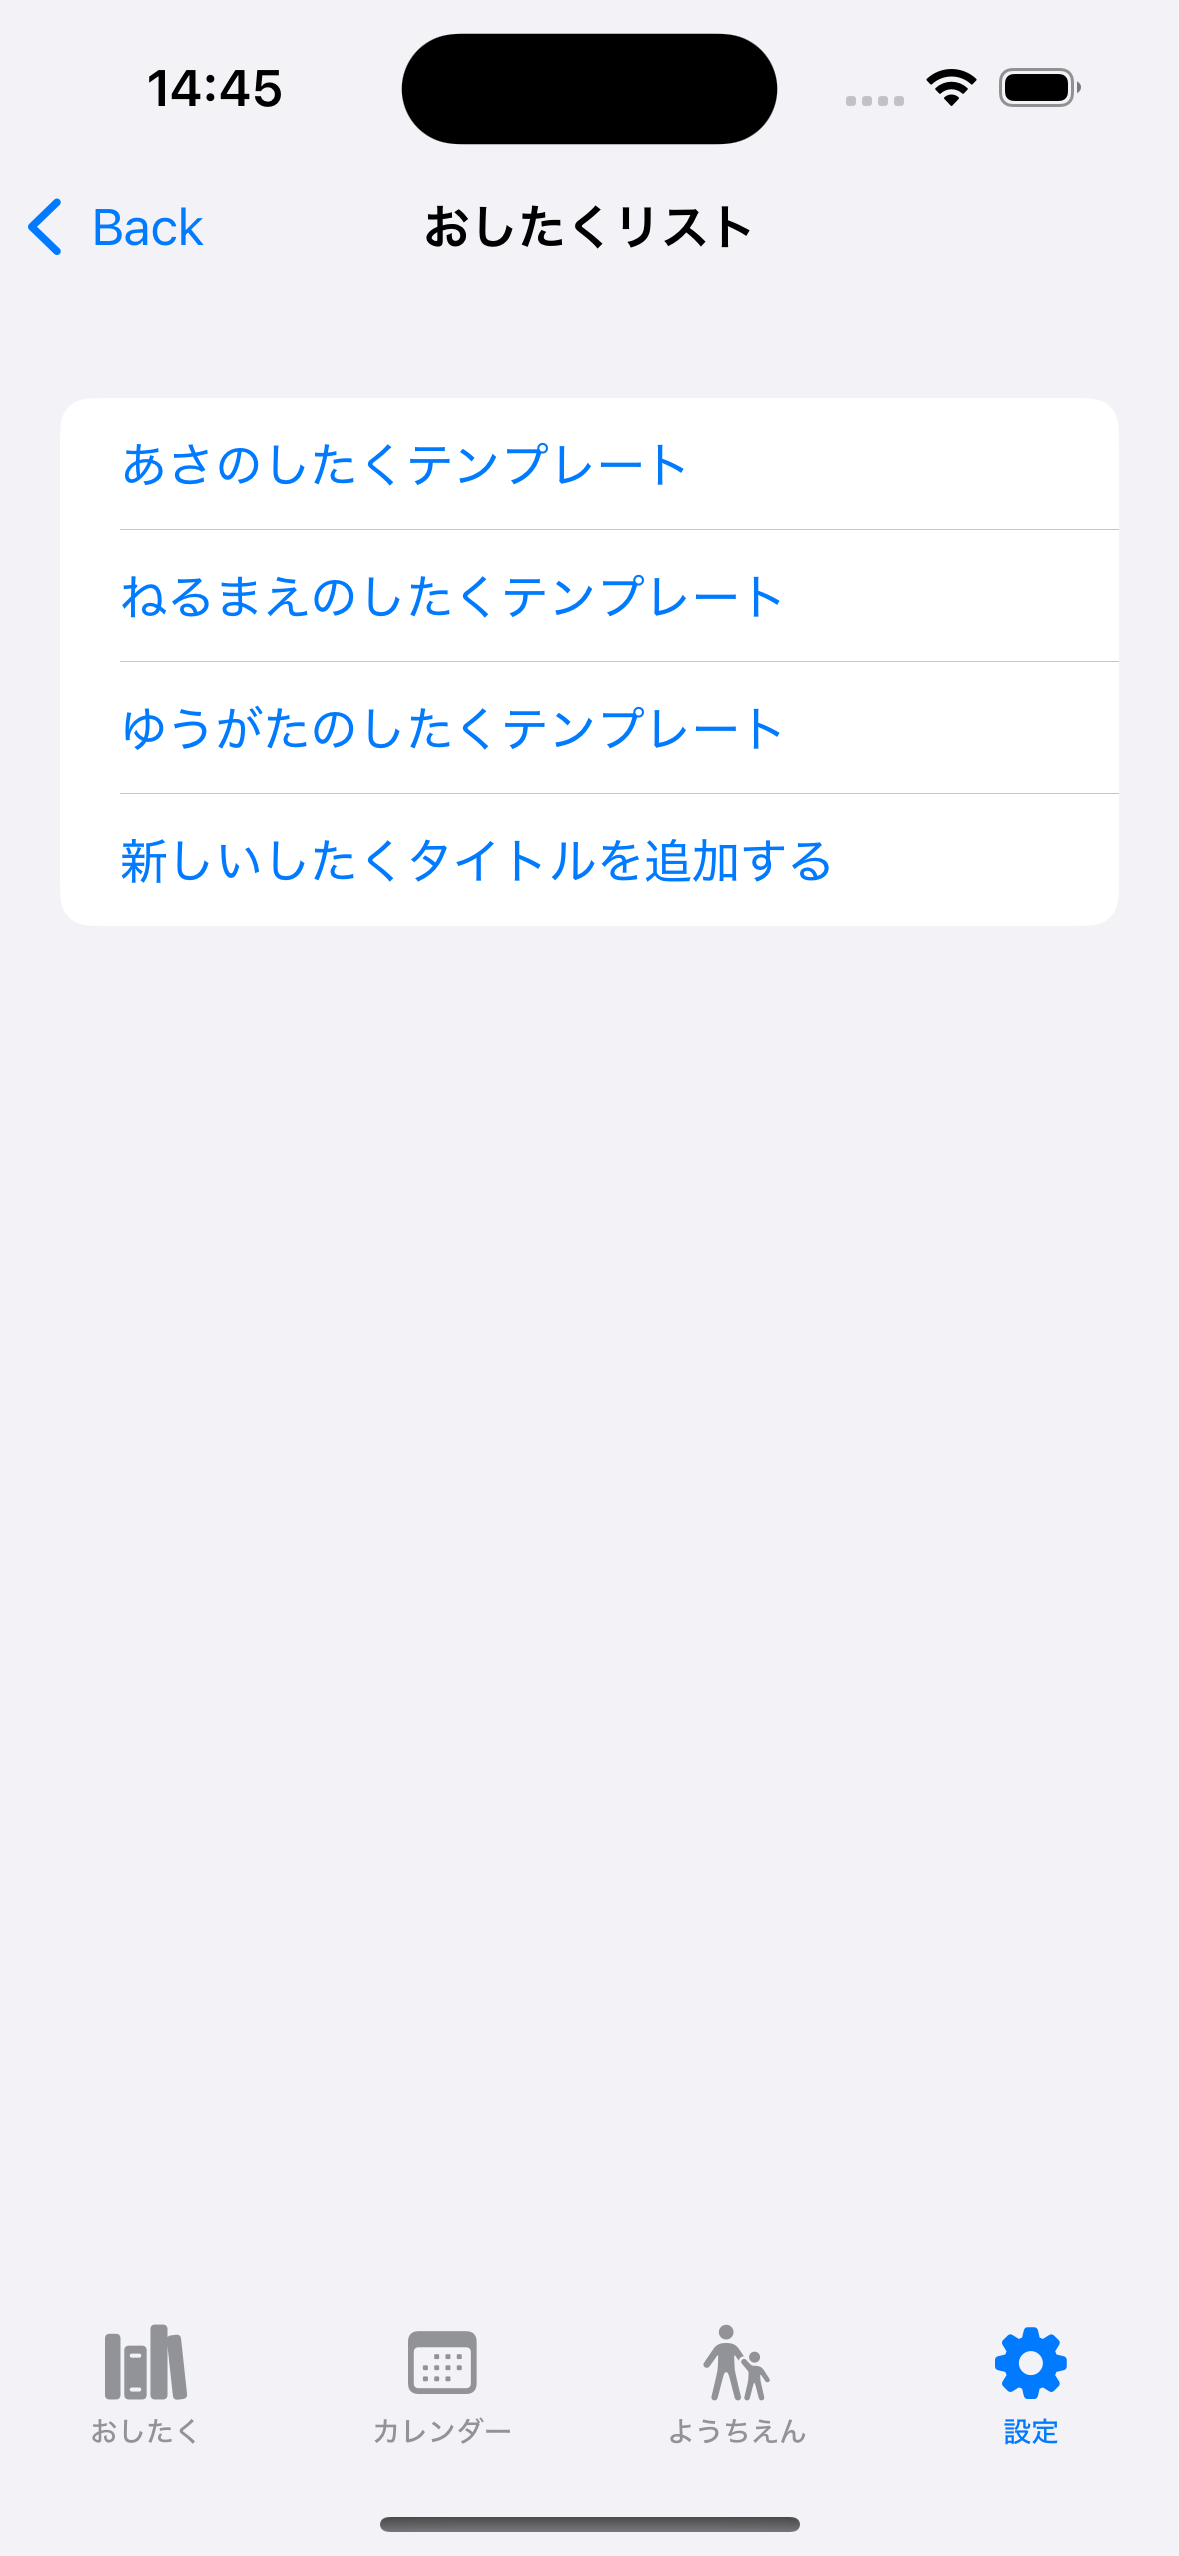 14:45
Back
おしたくリスト
あさのしたくテンプレート
ねるまえのしたくテンプレート
ゆうがたのしたくテンプレート
新しいしたくタイトルを追加する
おしたく
カレンダー
ようちえん
設定